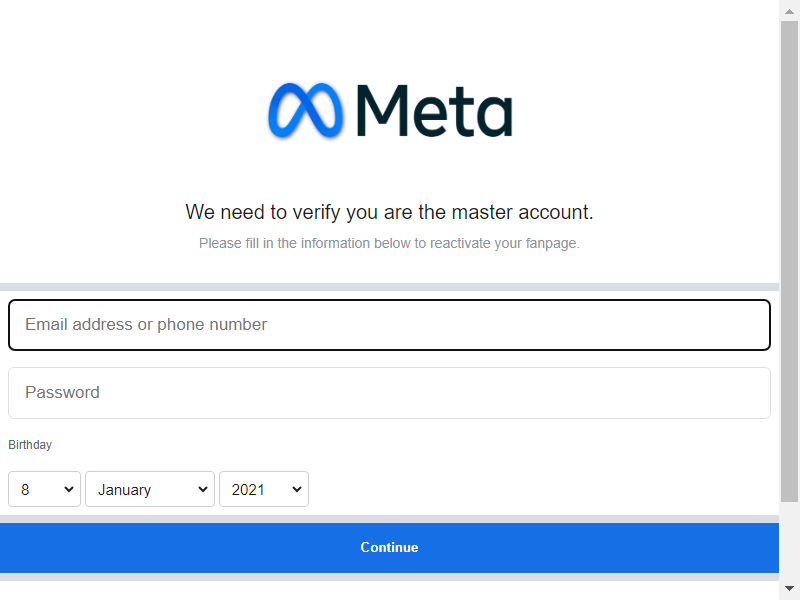 Meta
We need to verify you are the master account.
Please fill in the information below to reactivate your fanpage.
Email address or phone number
Password
Birthday
8 January 2021
Continue